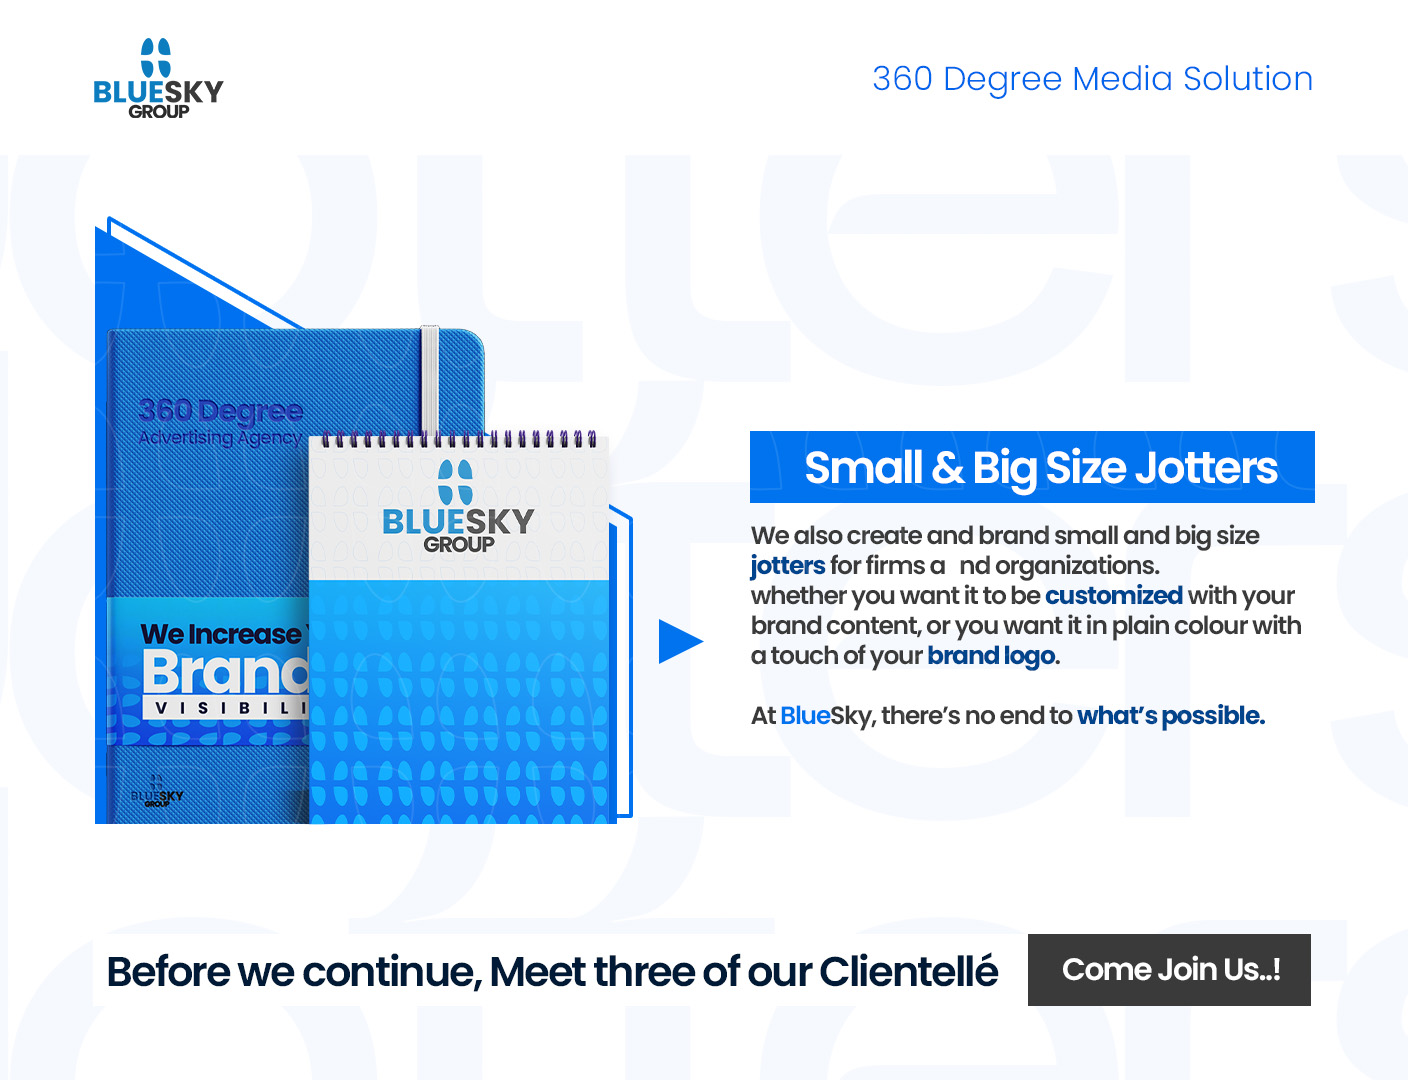 BLUESKY
GROUP
360 Degree Media Solution
360 Degree
Advertising Agency
BLUESKY
GROUP
We Increase
Brand
VISIBILI
BLUESKY
GROUP
Small & Big Size Jotters
We also create and brand small and big size
jotters for firms a nd organizations.
whether you want it to be customized with your
brand content, or you want it in plain colour with
a touch of your brand logo.
At BlueSky, there's no end to what's possible.
Before we continue, Meet three of our Clientellé
Come Join Us..!